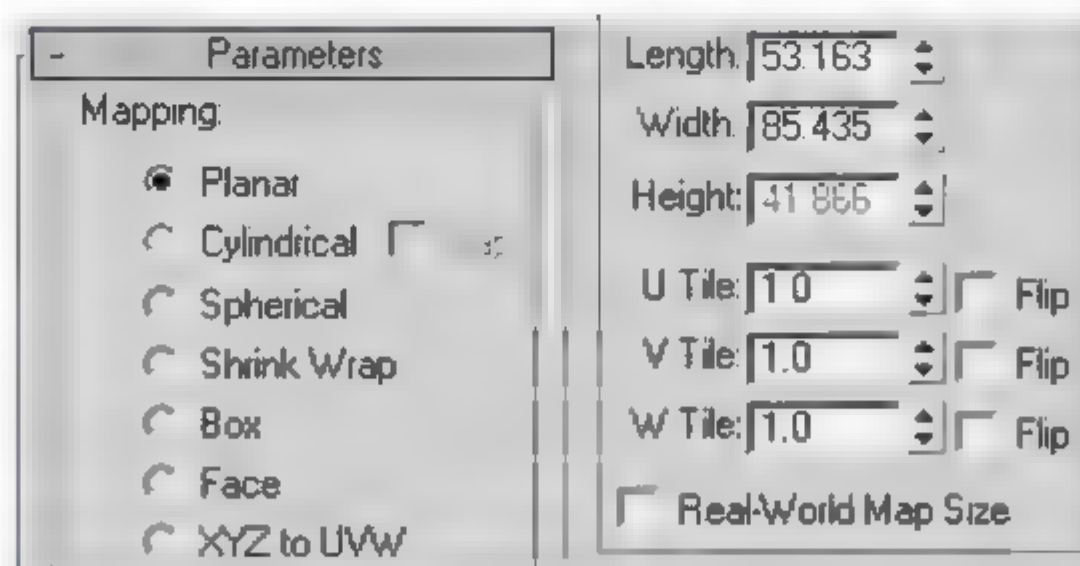 - Parameters
Mapping:
Planar
Cylindrical
Spherical
Shrink Wrap
Box
Face
XYZ to UVW
Length: 53.163
Width: 85.435
Height: 41.866
U Tile: 1.0 Flip
V Tile: 1.0 Flip
W Tile: 1.0 Flip
Real-World Map Size